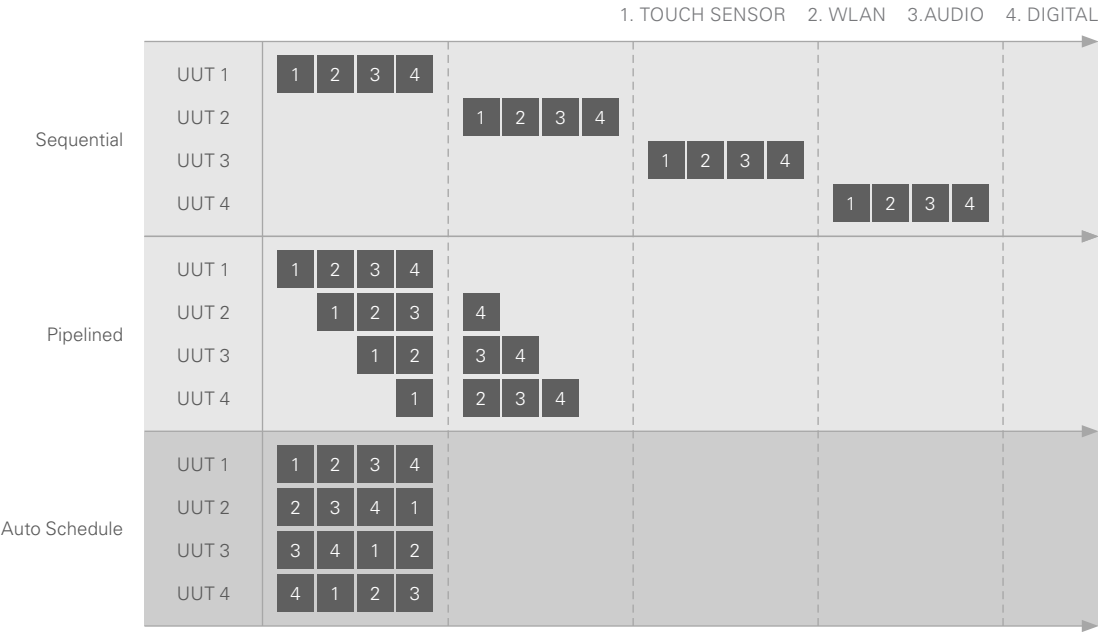 1. TOUCH SENSOR 2. WLAN 3.AUDIO 4. DIGITAL
Sequential
UUT 1 1 2 3 4
UUT 2 1 2 3 4
UUT 3 1 2 3 4
UUT 4 1 2 3 4
Pipelined
UUT 1 1 2 3 4
UUT 2 1 2 3 4
UUT 3 1 2 3 4
UUT 4 1 2 3 4
Auto Schedule
UUT 1 1 2 3 4
UUT 2 2 3 4 1
UUT 3 3 4 1 2
UUT 4 4 1 2 3